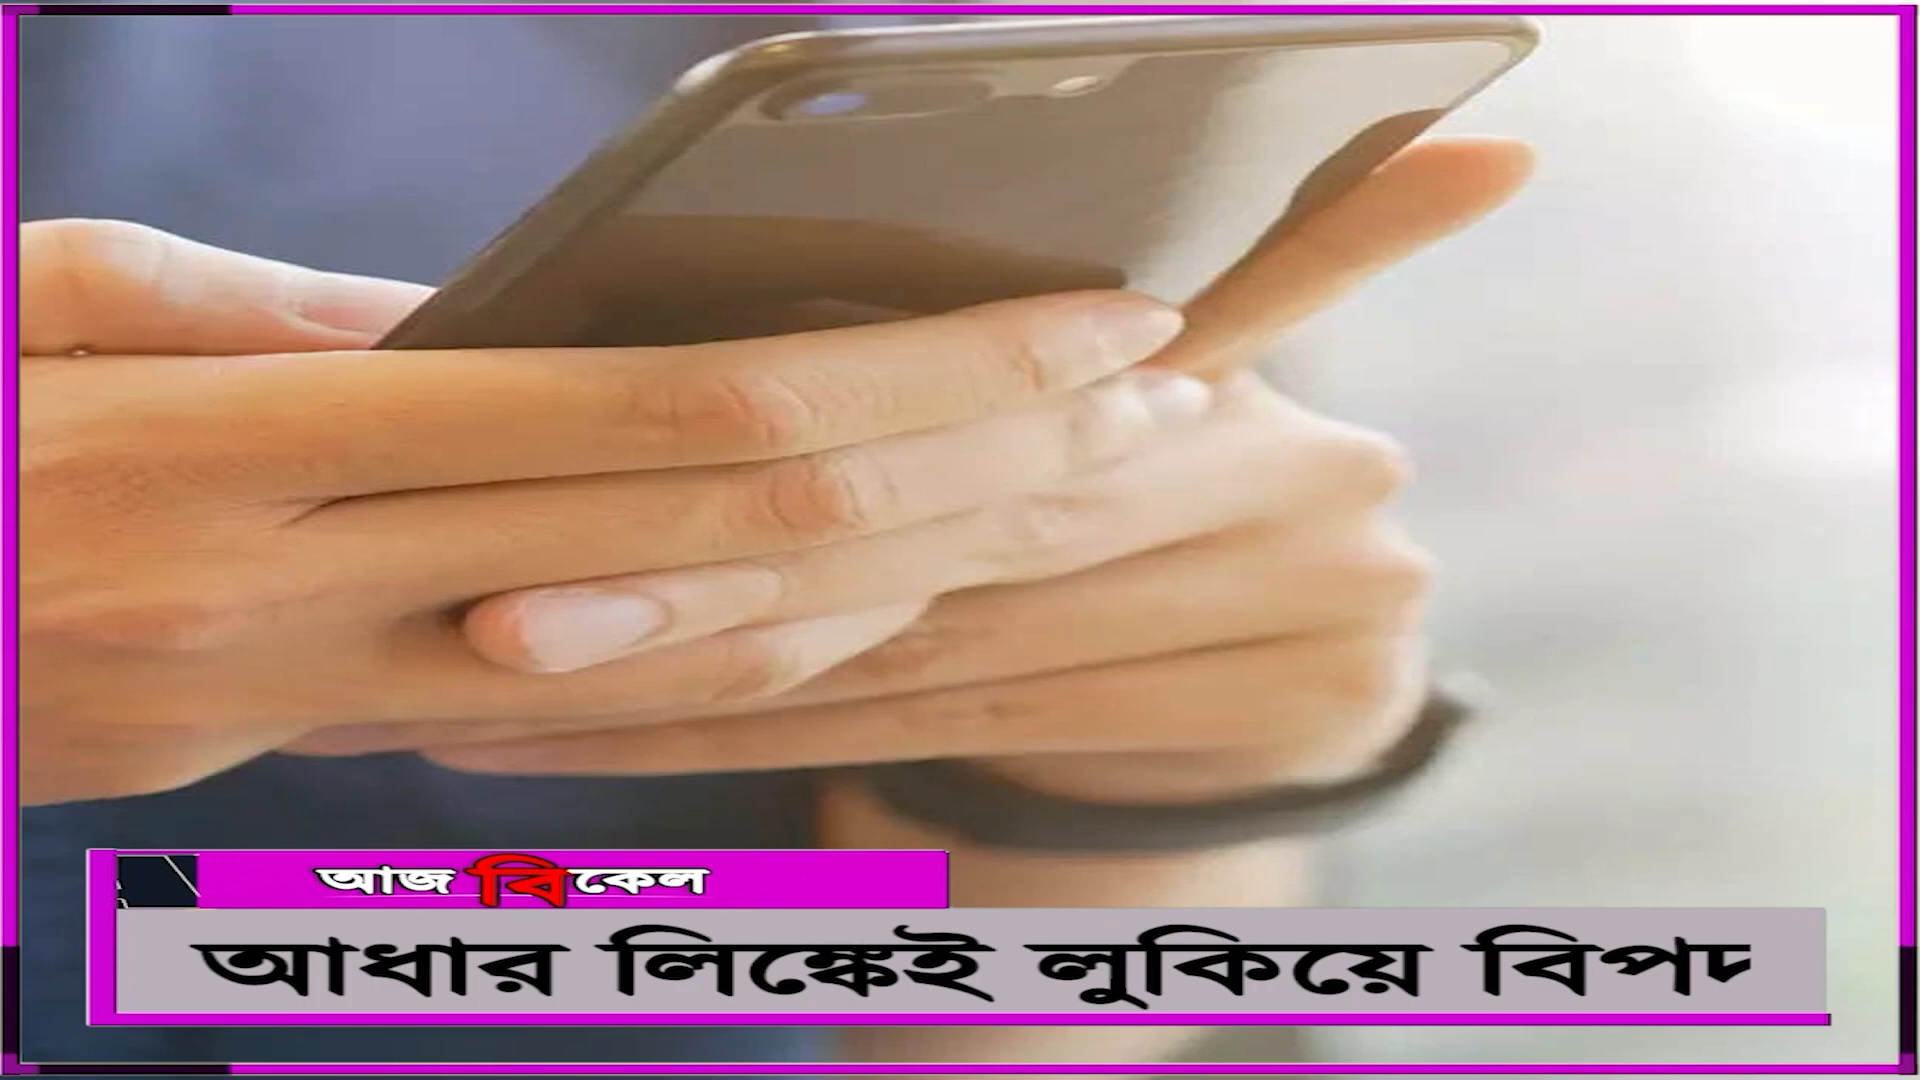 আজ বিকেল
আধার লিঙ্কেই লুকিয়ে বিপদ